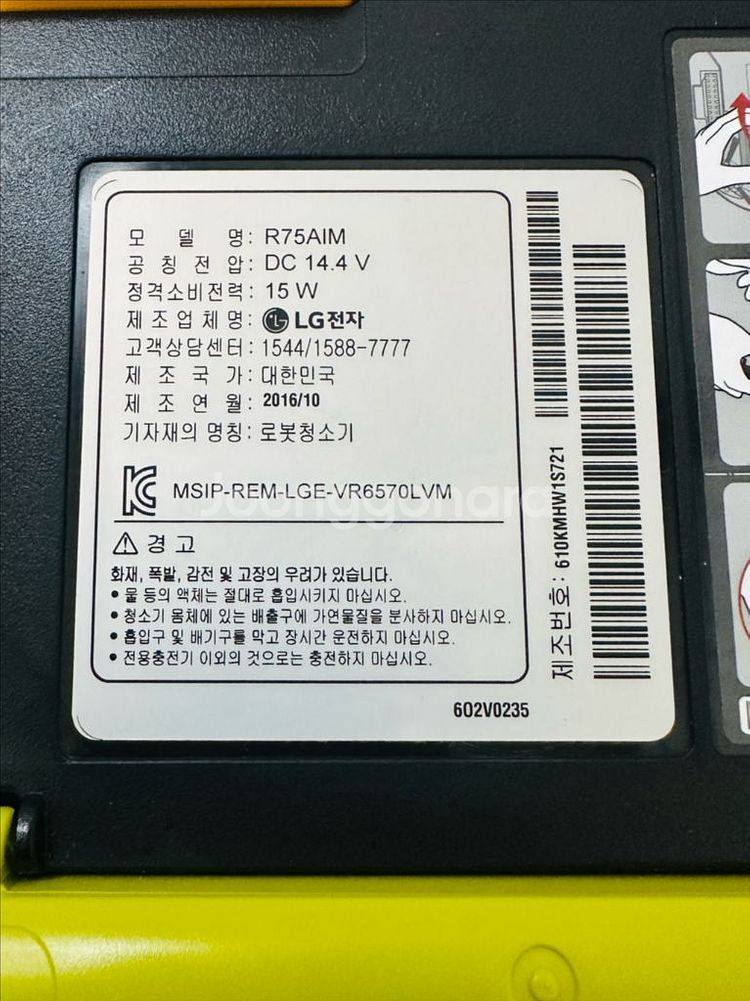 모 델 명: R75AIM
공 칭 전 압: DC 14.4 V
정격소비전력: 15 W
제 조 업 체 명: LG전자
고객상담센터: 1544/1588-7777
제 조 국 가: 대한민국
제 조 연 월: 2016/10
기자재의 명칭: 로봇청소기
MSIP-REM-LGE-VR6570LVM
Joonggonara
경 고
화재, 폭발, 감전 및 고장의 우려가 있습니다.
• 물 등의 액체는 절대로 흡입시키지 마십시오.
• 청소기 몸체에 있는 배출구에 가연물질을 분사하지 마십시오.
• 흡입구 및 배기구를 막고 장시간 운전하지 마십시오.
• 전용충전기 이외의 것으로는 충전하지 마십시오.
602V0235
제조번호: 610KMHW1S721